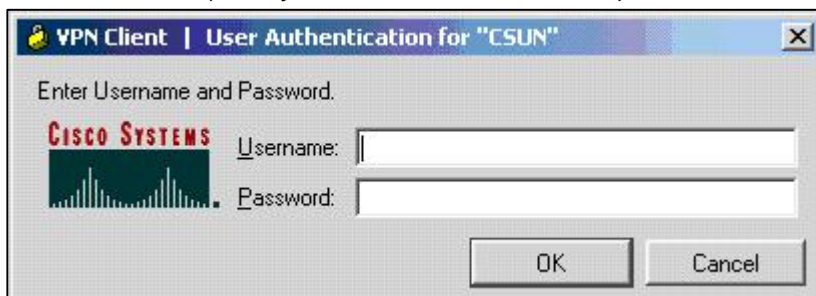 VPN Client | User Authentication for "CSUN"
Enter Username and Password.
CISCO SYSTEMS
Username:
Password:
OK
Cancel